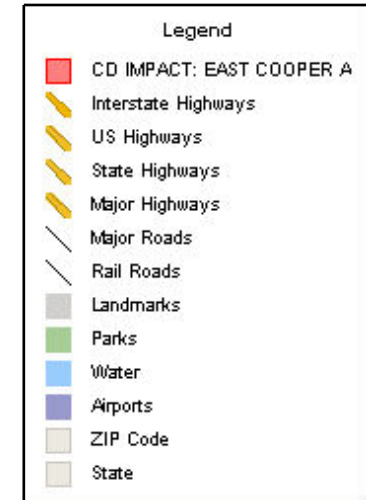 Legend
CD IMPACT: EAST COOPER A
Interstate Highways
US Highways
State Highways
Major Highways
Major Roads
Rail Roads
Landmarks
Parks
Water
Airports
ZIP Code
State